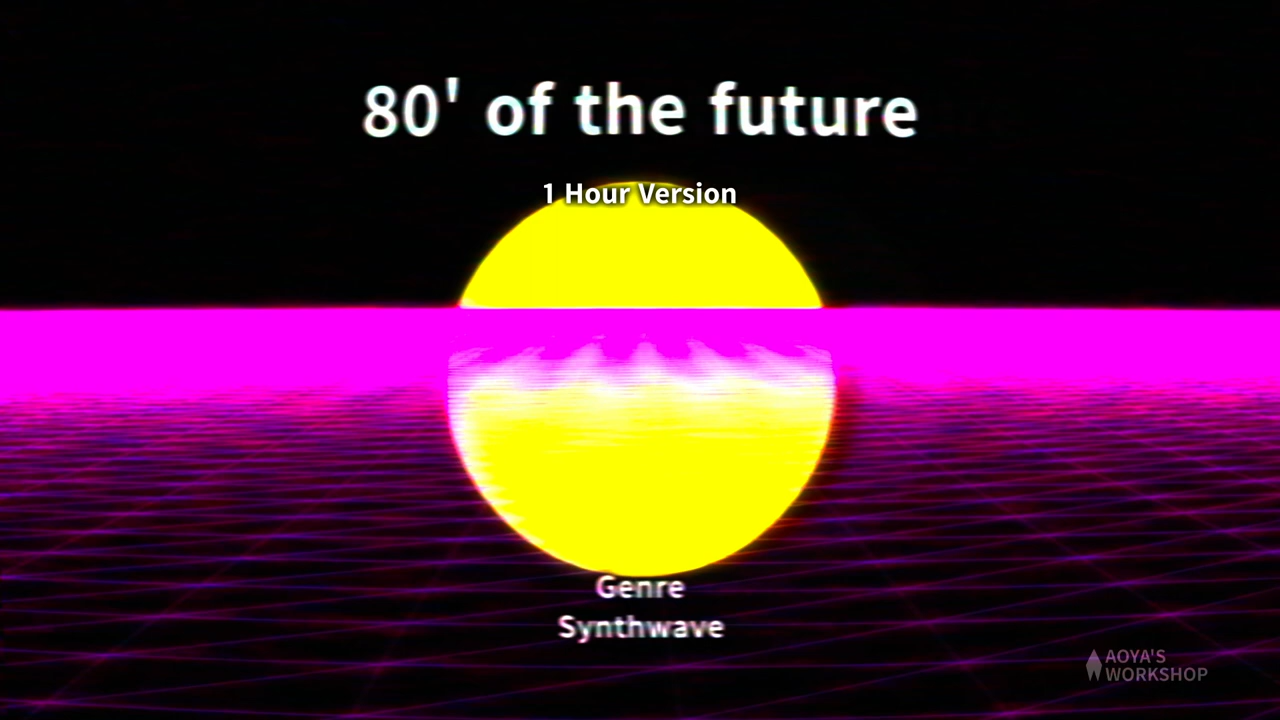 80' of the future
1 Hour Version
Genre
Synthwave
AOYA'S
WORKSHOP